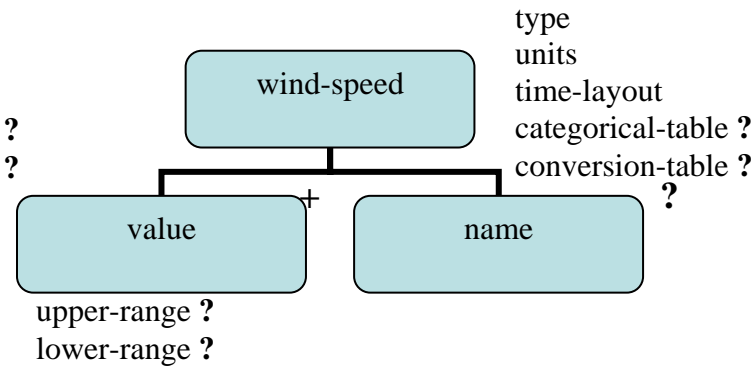 type
units
wind-speed
time-layout
?
categorical-table ?
?
conversion-table ?
+
?
value
name
upper-range ?
lower-range ?